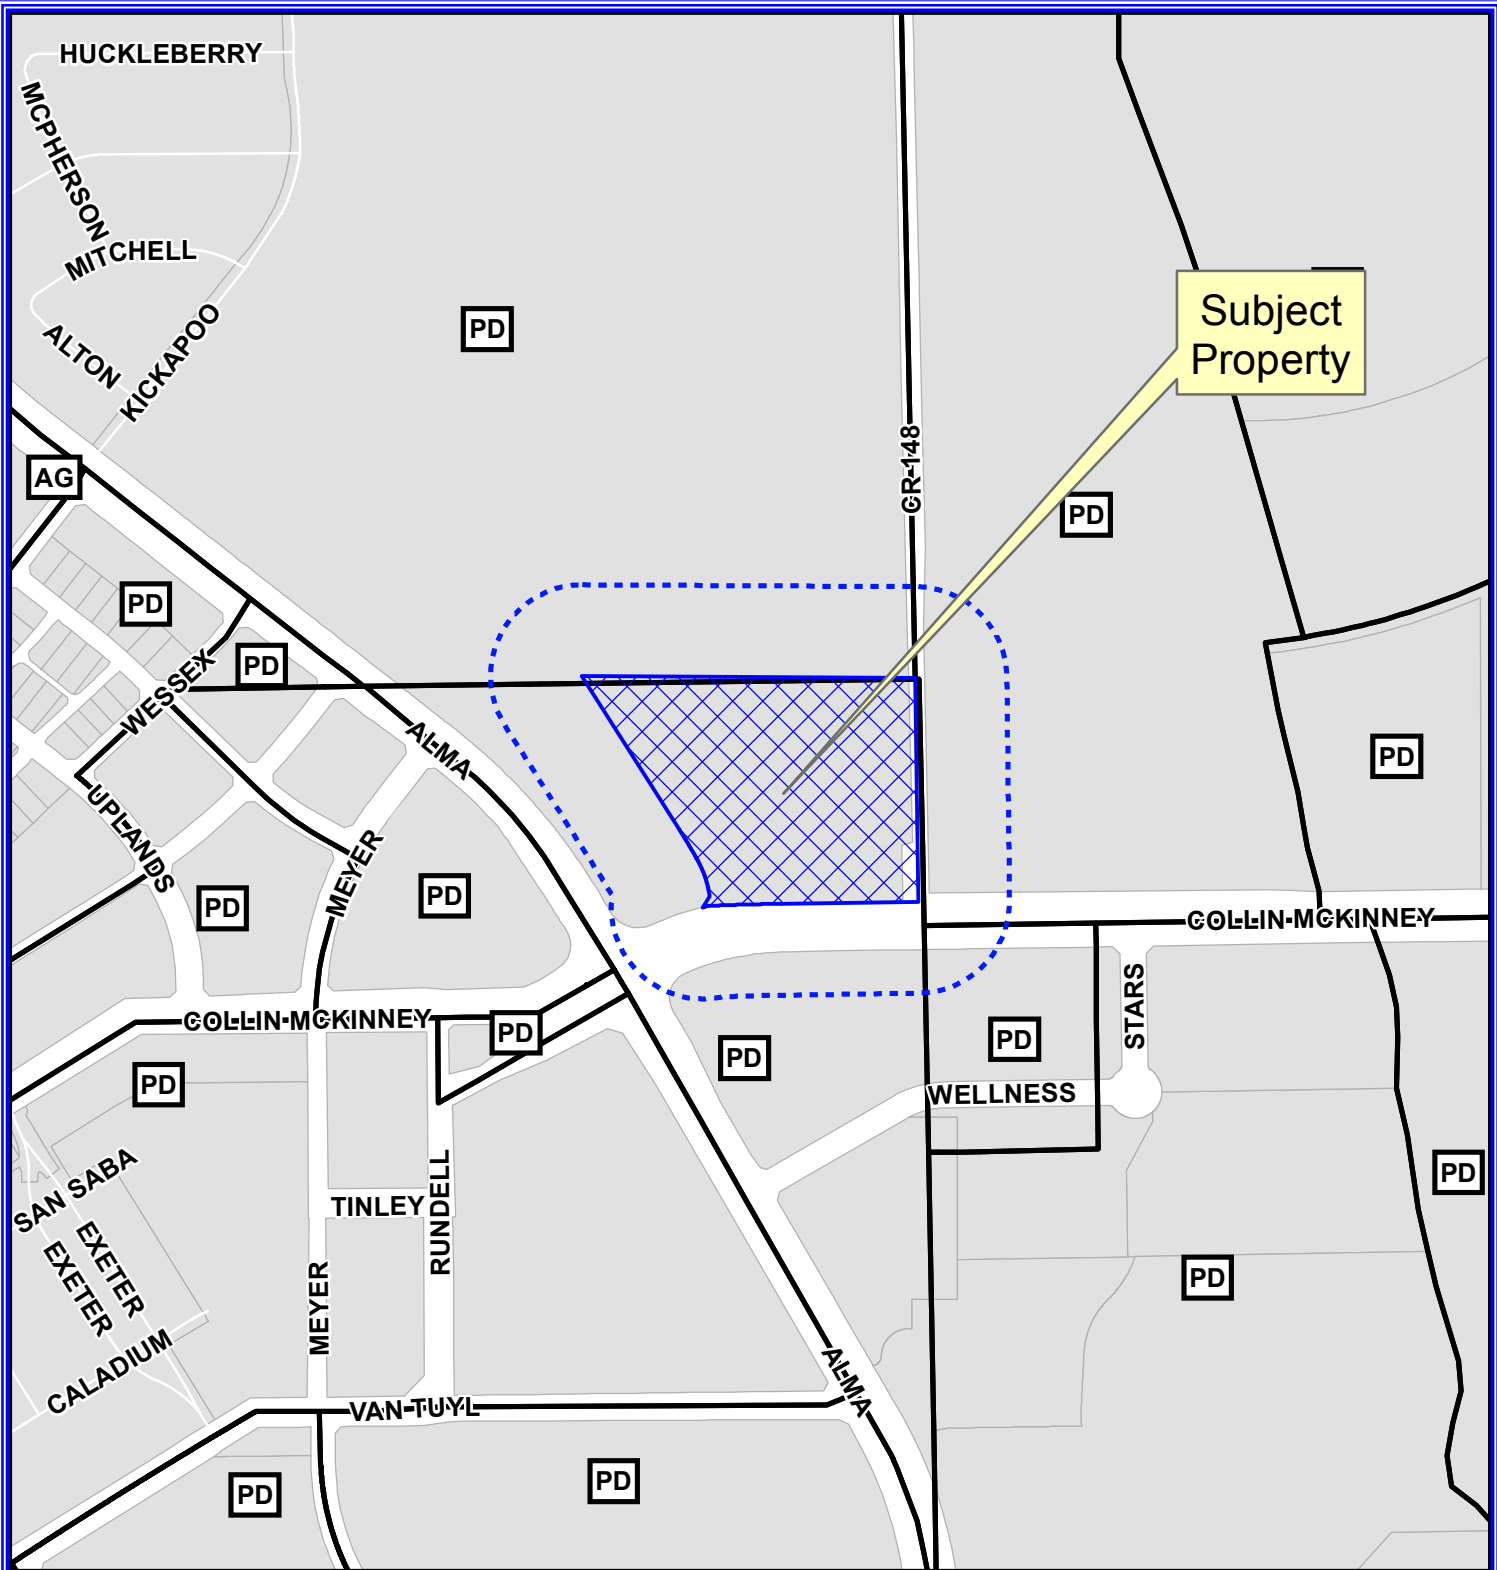 HUCKLEBERRY
MCPHERSON
MITCHELL
ALTON
KICKAPOO
Subject
Property
PD
CR 148
AG
PD
PD
PD
WESSEX
ALMA
PD
UPLANDS
MEYER
PD
PD
COLLIN MCKINNEY
STARS
COLLIN MCKINNEY
PD
PD
PD
PD
WELLNESS
SAN SABA
PD
TINLEY
RUNDELL
EXETER
EXETER
PD
MEYER
CALADIUM
ALMA
VAN TUYL
PD
PD